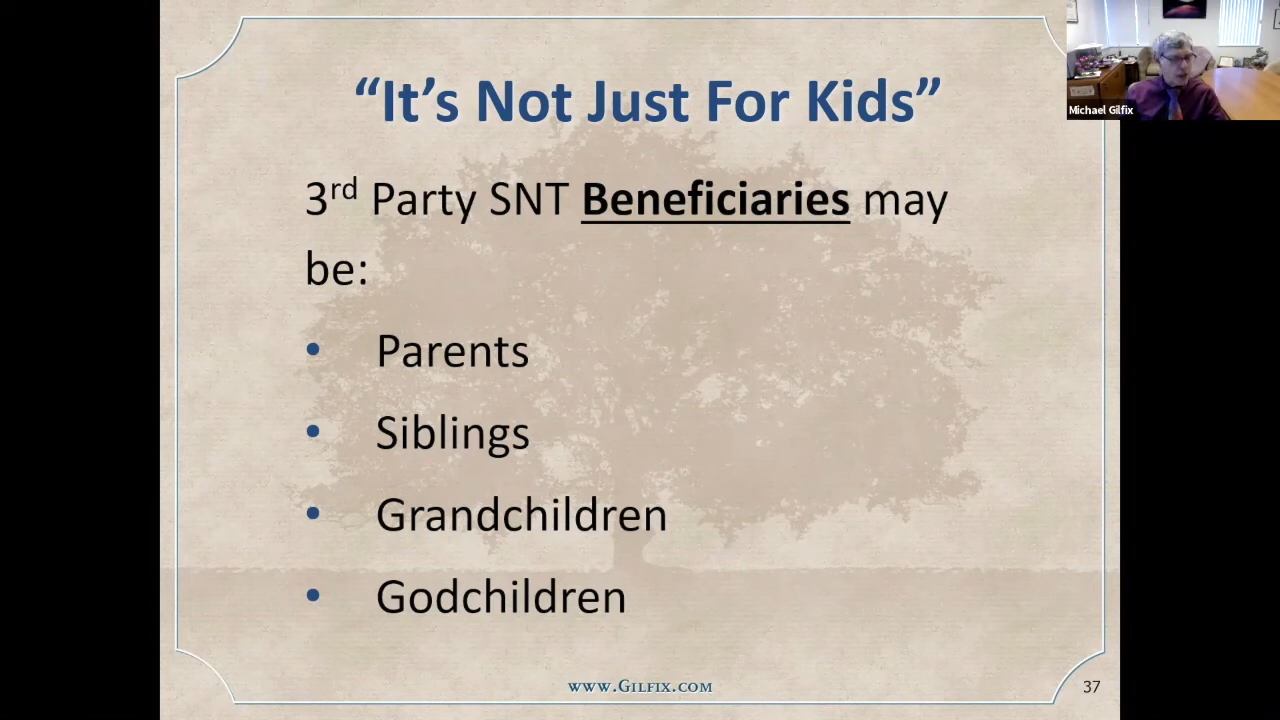 “It’s Not Just For Kids”
3rd Party SNT Beneficiaries may
be:
• Parents
• Siblings
• Grandchildren
• Godchildren
www.Gilfix.com
37
Michael Gilfix